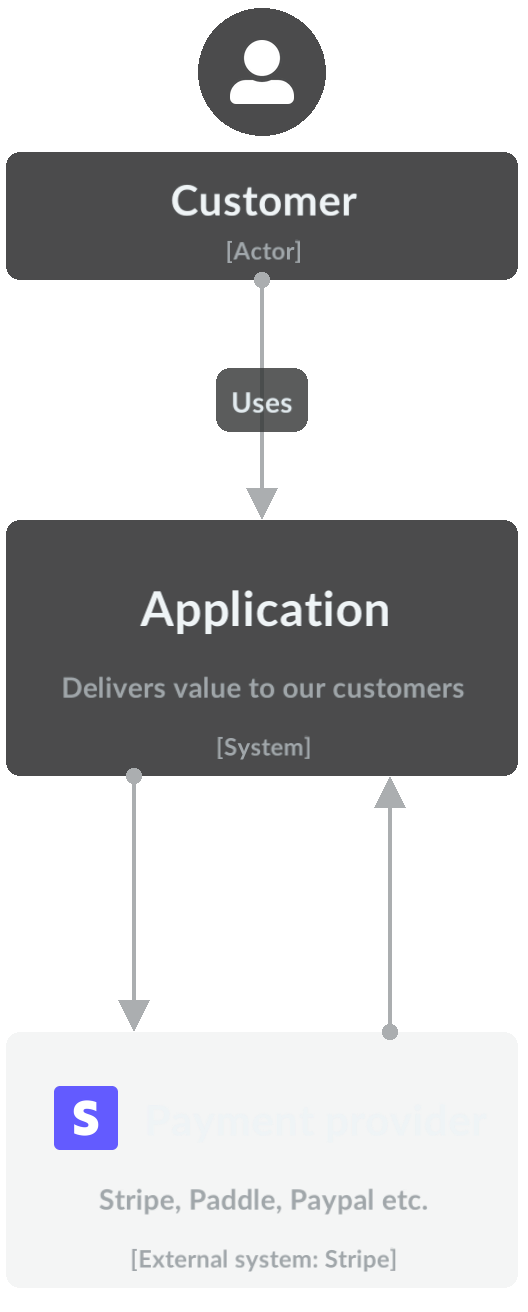 Customer
[Actor]
Uses
Application
Delivers value to our customers
[System]
S Payment provider
Stripe, Paddle, Paypal etc.
[External system: Stripe]